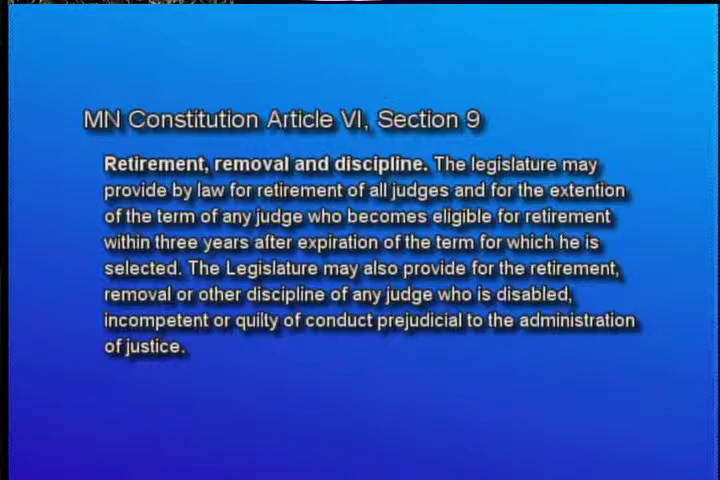 MN Constitution Article VI, Section 9
Retirement, removal and discipline. The legislature may
provide by law for retirement of all judges and for the extention
of the term of any judge who becomes eligible for retirement
within three years after expiration of the term for which he is
selected. The Legislature may also provide for the retirement,
removal or other discipline of any judge who is disabled,
incompetent or quilty of conduct prejudicial to the administration
of justice.